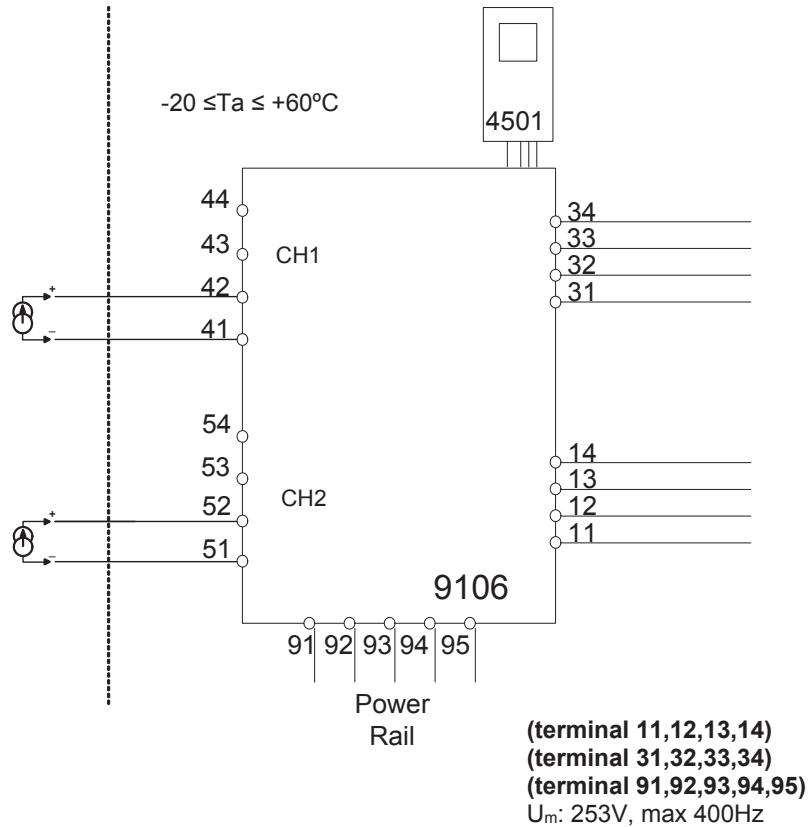 -20 ≤Ta ≤ +60ºC
4501
44
43
42
41
CH1
+
–
34
33
32
31
54
53
52
51
CH2
+
–
14
13
12
11
9106
91 92 93 94 95
Power
Rail
(terminal 11,12,13,14)
(terminal 31,32,33,34)
(terminal 91,92,93,94,95)
Um: 253V, max 400Hz